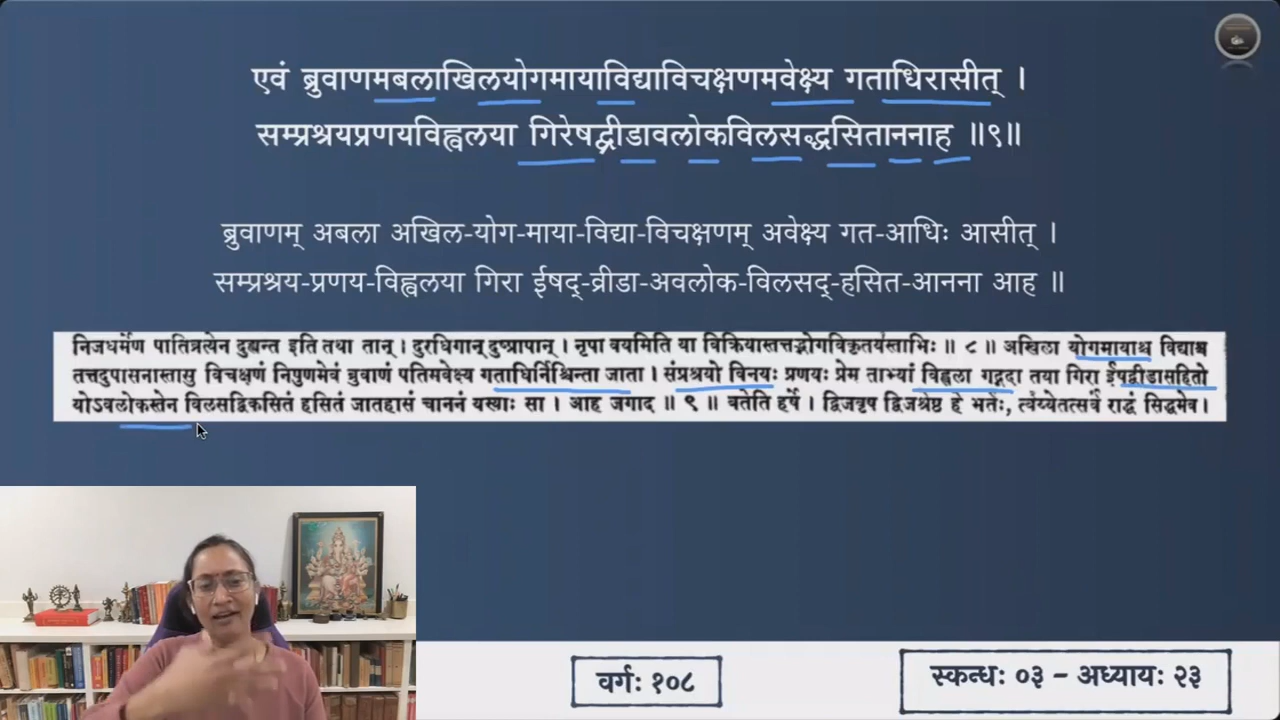 एवं ब्रुवाणमबलाखिलयोगमायाविद्याविचक्षणमवेक्ष्य गताधिरासीत् ।
सम्प्रश्रयप्रणयविह्वलया गिरेषद्व्रीडावलोकविलसद्धसिताननाह ॥९॥
ब्रुवाणम् अबला अखिल-योग-माया-विद्या-विचक्षणम् अवेक्ष्य गत-आधिः आसीत् ।
सम्प्रश्रय-प्रणय-विह्वलया गिरा ईषद्-व्रीडा-अवलोक-विलसद्-हसित-आनना आह ॥
निजधर्मेण पातिव्रत्येन दुह्यन्त इति तथा तान् । दुरधिगान् दुष्प्रापान् । नृपा वयमिति या विक्रियास्तत्तद्भोगविकृतयस्ताभिः ॥ ८ ॥ अखिला योगमायाश्च विद्याश्च
तत्तदुपासनास्तासु विचक्षणं निपुणमेवं ब्रुवाणं पतिमवेक्ष्य गताधिर्निश्चिन्ता जाता । संप्रश्रयो विनयः प्रणयः प्रेम ताभ्यां विह्वला गद्गदा तया गिरा ईषद्व्रीडासहितो
योऽवलोकस्तेन विलसद्विकसितं हसितं जातहासं चाननं यस्याः सा । आह जगाद ॥ ९ ॥ बतेति हर्षे । द्विजवृष द्विजश्रेष्ठ हे भर्तः, त्वय्येतत्सर्वं राद्धं सिद्धमेव ।
वर्गः १०८
स्कन्धः ०३ – अध्यायः २३